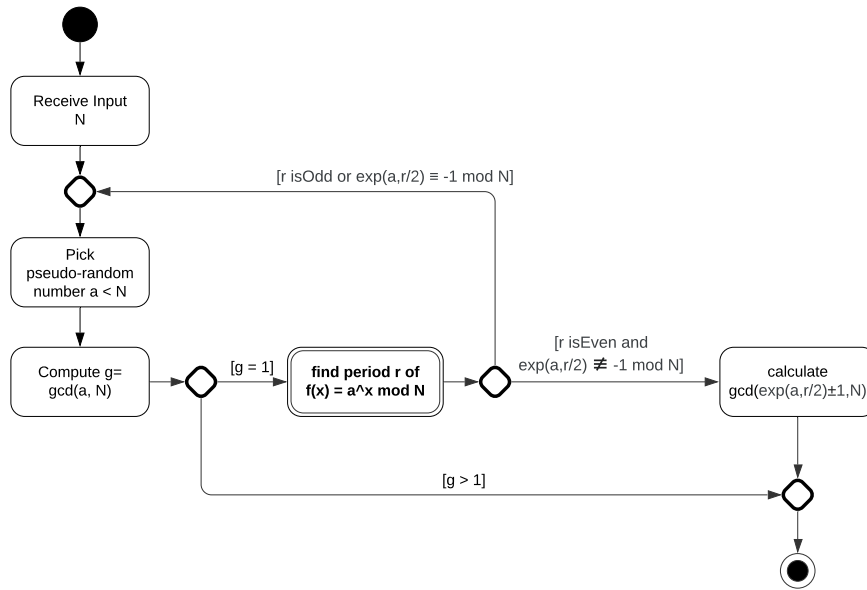 Receive Input
N
[r isOdd or exp(a,r/2) ≡ -1 mod N]
Pick
pseudo-random
number a < N
Compute g=
gcd(a, N)
[g = 1]
find period r of
f(x) = a^x mod N
[r isEven and
exp(a,r/2) ≢ -1 mod N]
calculate
gcd(exp(a,r/2)±1,N)
[g > 1]